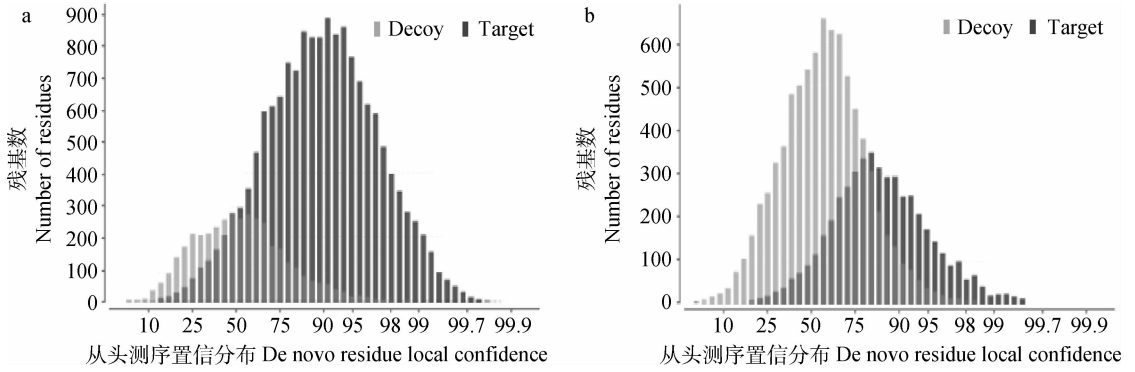 a
900
800
700
600
500
400
300
200
100
0
残基数
Number of residues
Decoy Target
10 25 50 75 90 95 98 99 99.7 99.9
从头测序置信分布 De novo residue local confidence
b
600
500
400
300
200
100
0
残基数
Number of residues
Decoy Target
10 25 50 75 90 95 98 99 99.7 99.9
从头测序置信分布 De novo residue local confidence